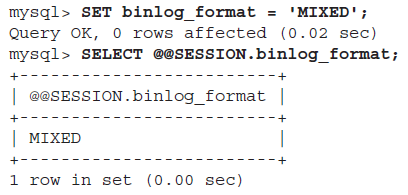 mysql> SET binlog_format = 'MIXED';
Query OK, 0 rows affected (0.02 sec)
mysql> SELECT @@SESSION.binlog_format;
+--------------------------+
| @@SESSION.binlog_format |
+--------------------------+
| MIXED |
+--------------------------+
1 row in set (0.00 sec)